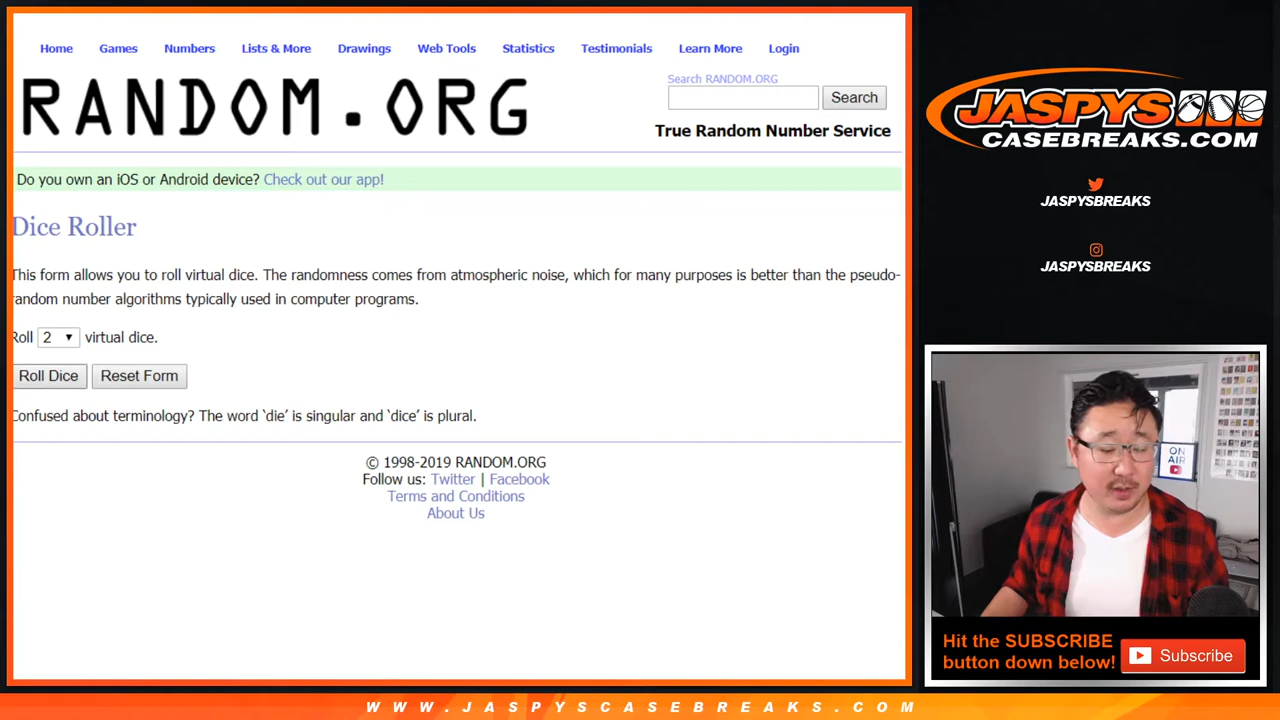 Home Games Numbers Lists & More Drawings Web Tools Statistics Testimonials Learn More Login
RANDOM.ORG
Search RANDOM.ORG
Search
True Random Number Service
Do you own an iOS or Android device? Check out our app!
Dice Roller
This form allows you to roll virtual dice. The randomness comes from atmospheric noise, which for many purposes is better than the pseudo-
random number algorithms typically used in computer programs.
Roll 2 virtual dice.
Roll Dice Reset Form
Confused about terminology? The word ‘die’ is singular and ‘dice’ is plural.
© 1998-2019 RANDOM.ORG
Follow us: Twitter | Facebook
Terms and Conditions
About Us
JASPYS
CASEBREAKS.COM
JASPYSBREAKS
JASPYSBREAKS
ON
AIR
Hit the SUBSCRIBE
button down below!
Subscribe
WWW.JASPYSCASEBREAKS.COM